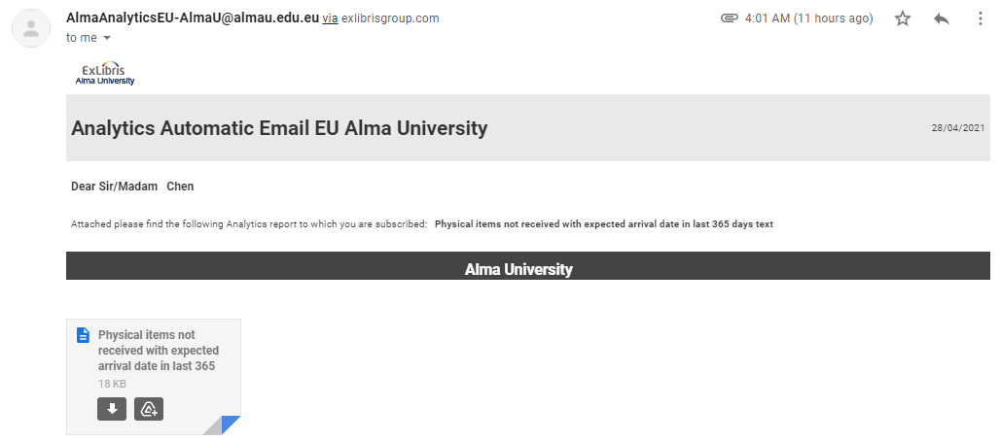 AlmaAnalyticsEU-AlmaU@almau.edu.eu via exlibrisgroup.com 4:01 AM (11 hours ago)
to me
ExLibris
Alma University
Analytics Automatic Email EU Alma University 28/04/2021
Dear Sir/Madam Chen
Attached please find the following Analytics report to which you are subscribed: Physical items not received with expected arrival date in last 365 days text
Alma University
Physical items not
received with expected
arrival date in last 365
18 KB